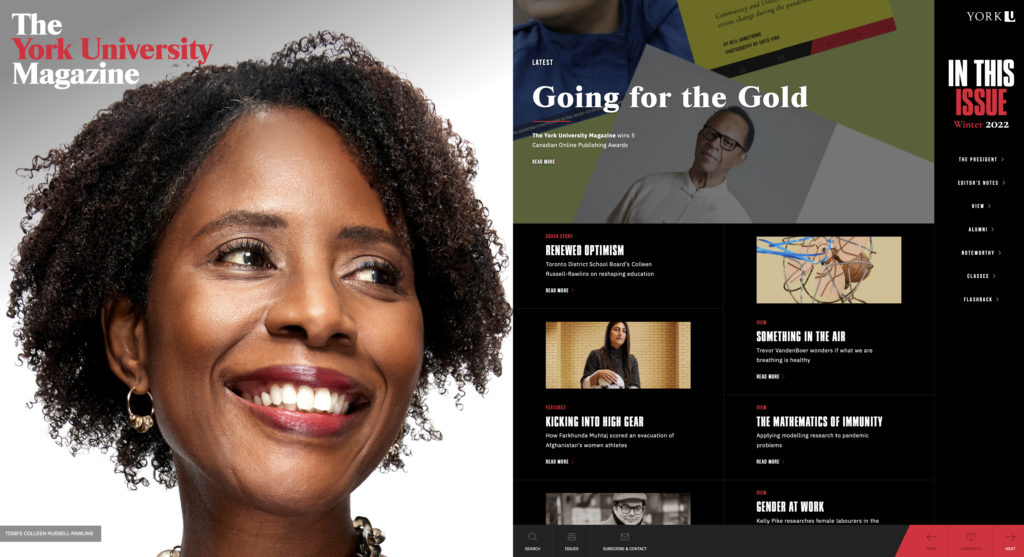 The
York University
Magazine
TDSB'S COLLEEN RUSSELL-RAWLINS
Community and Univers
create change during the pandem
BY NEIL ARMSTRONG
PHOTOGRAPHY BY SOFIE KIRK
LATEST
Going for the Gold
The York University Magazine wins 5
Canadian Online Publishing Awards
READ MORE
COVER STORY
RENEWED OPTIMISM
Toronto District School Board's Colleen
Russell-Rawlins on reshaping education
READ MORE >
FEATURES
KICKING INTO HIGH GEAR
How Farkhunda Muhtaj scored an evacuation of
Afghanistan's women athletes
READ MORE >
VIEW
SOMETHING IN THE AIR
Trevor VandenBoer wonders if what we are
breathing is healthy
READ MORE >
VIEW
THE MATHEMATICS OF IMMUNITY
Applying modelling research to pandemic
problems
READ MORE >
VIEW
GENDER AT WORK
Kelly Pike researches female labourers in the
YORK U
IN THIS
ISSUE
Winter 2022
THE PRESIDENT >
EDITOR'S NOTES >
VIEW >
ALUMNI >
NOTEWORTHY >
CLASSES >
FLASHBACK >
SEARCH
ISSUES
SUBSCRIBE & CONTACT
PREV
CONTENTS
NEXT